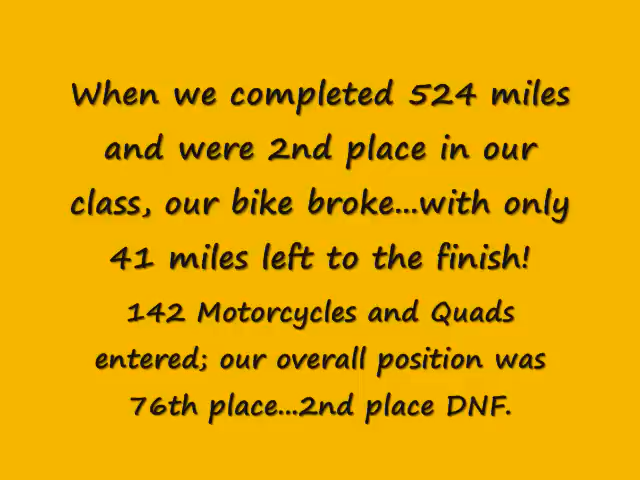 When we completed 524 miles
and were 2nd place in our
class, our bike broke...with only
41 miles left to the finish!
142 Motorcycles and Quads
entered; our overall position was
76th place...2nd place DNF.